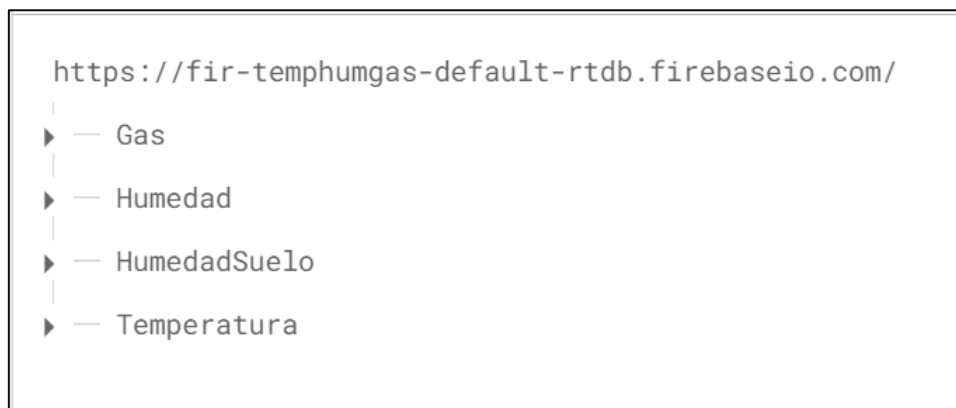 https://fir-temphumgas-default-rtdb.firebaseio.com/
Gas
Humedad
HumedadSuelo
Temperatura